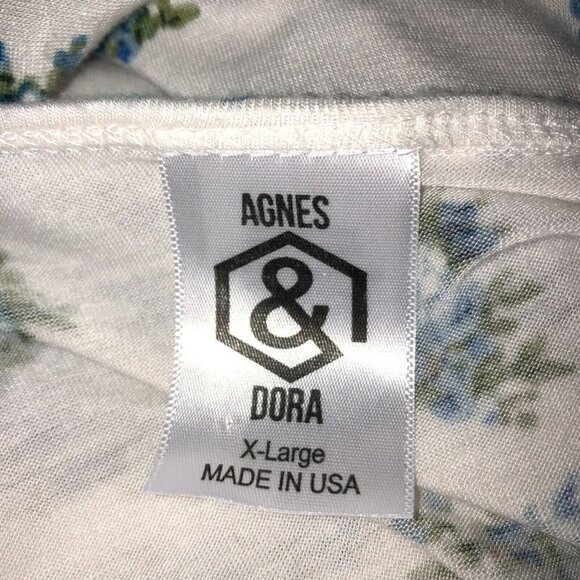 AGNES
&
DORA
X-Large
MADE IN USA